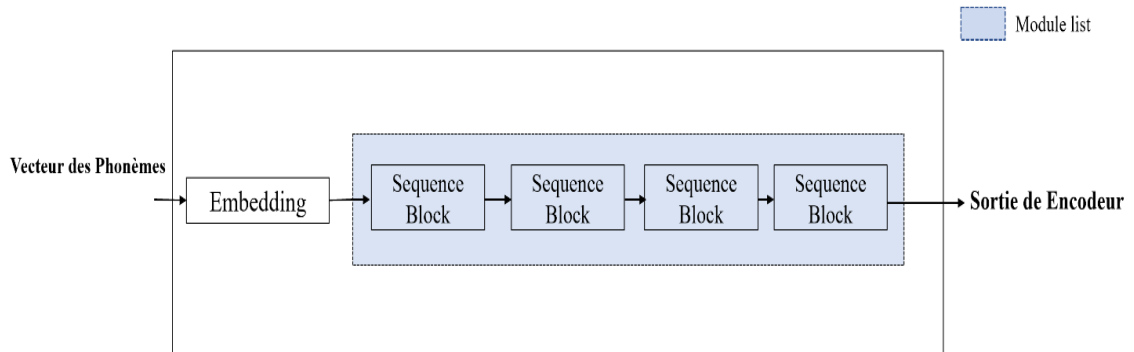 Module list
Vecteur des Phonèmes
Embedding
Sequence
Block
Sequence
Block
Sequence
Block
Sequence
Block
Sortie de Encodeur